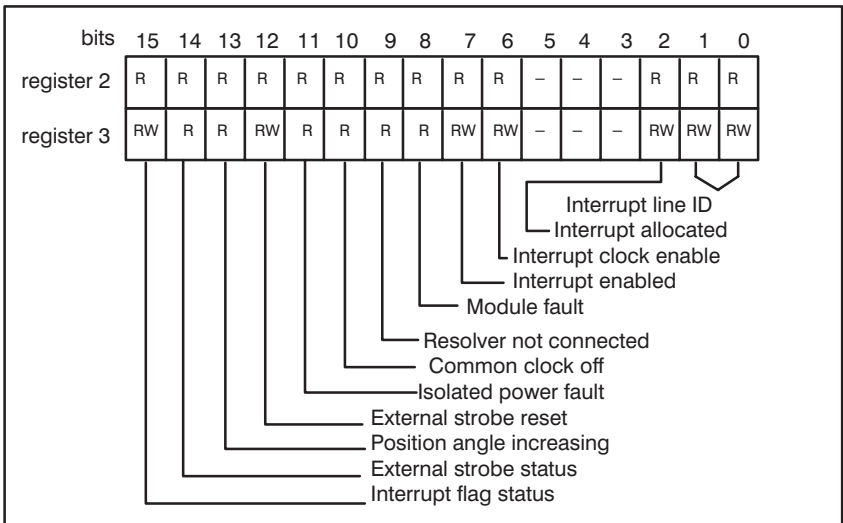 bits 15 14 13 12 11 10 9 8 7 6 5 4 3 2 1 0
register 2 R R R R R R R R R R – – – R R R
register 3 RW R R RW R R R R RW RW – – – RW RW RW
Interrupt line ID
Interrupt allocated
Interrupt clock enable
Interrupt enabled
Module fault
Resolver not connected
Common clock off
Isolated power fault
External strobe reset
Position angle increasing
External strobe status
Interrupt flag status